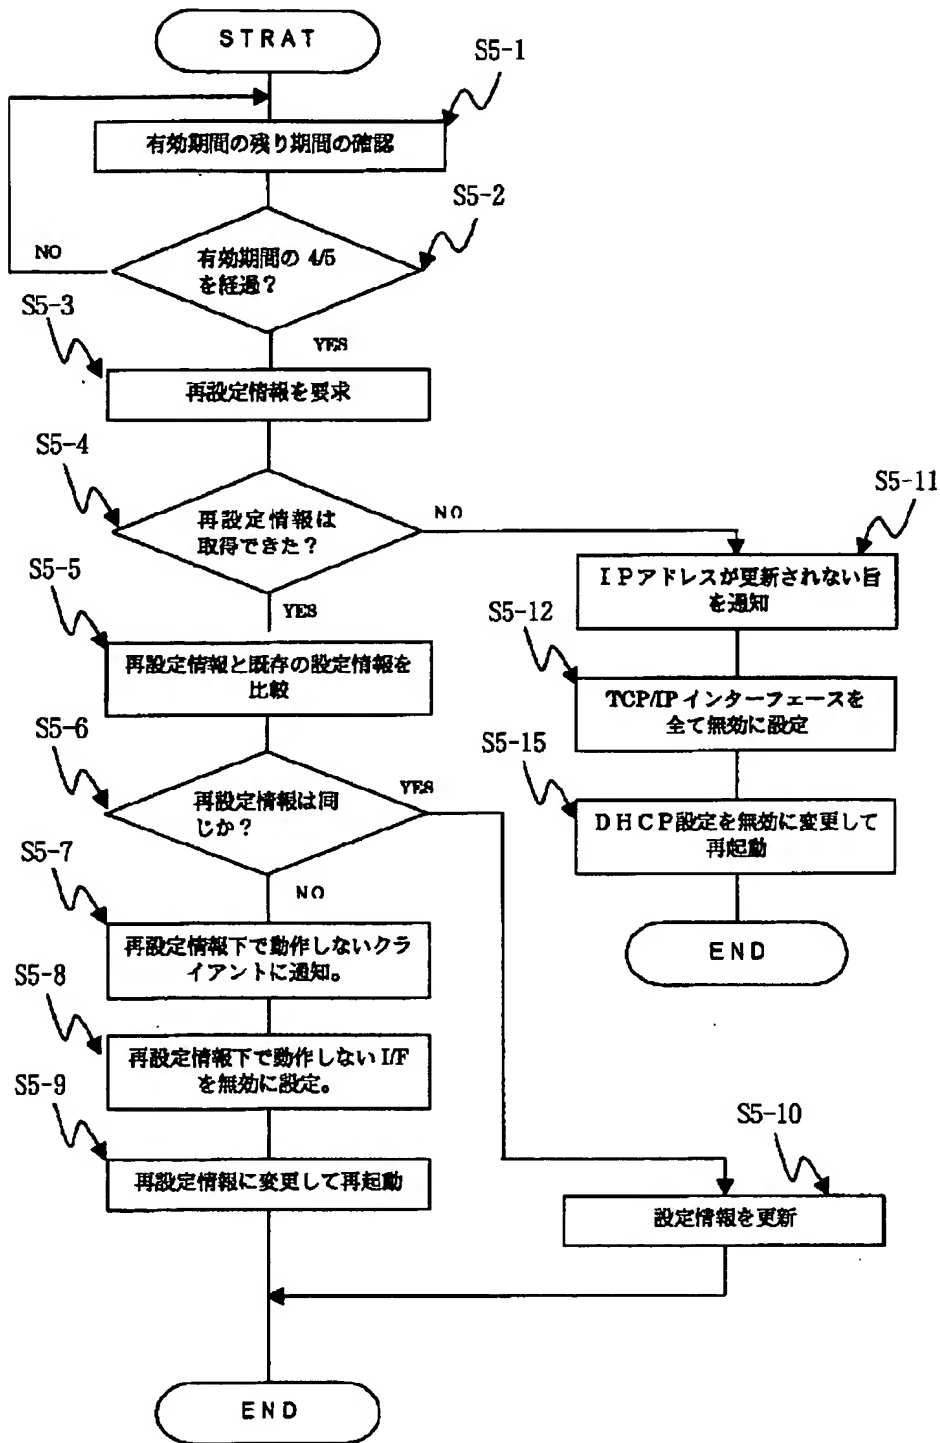 STRAT
S5-1
有効期間の残り期間の確認
S5-2
NO
有効期間の 4/5
を経過？
S5-3
YES
再設定情報を要求
S5-4
再設定情報は
取得できた？
NO
S5-11
ＩＰアドレスが更新されない旨
を通知
S5-5
YES
再設定情報と既存の設定情報を
比較
S5-12
TCP/IP インターフェースを
全て無効に設定
S5-6
再設定情報は同
じか？
YES
S5-15
ＤＨＣＰ設定を無効に変更して
再起動
S5-7
NO
再設定情報下で動作しないクラ
イアントに通知。
END
S5-8
再設定情報下で動作しない I/F
を無効に設定。
S5-9
再設定情報に変更して再起動
S5-10
設定情報を更新
END